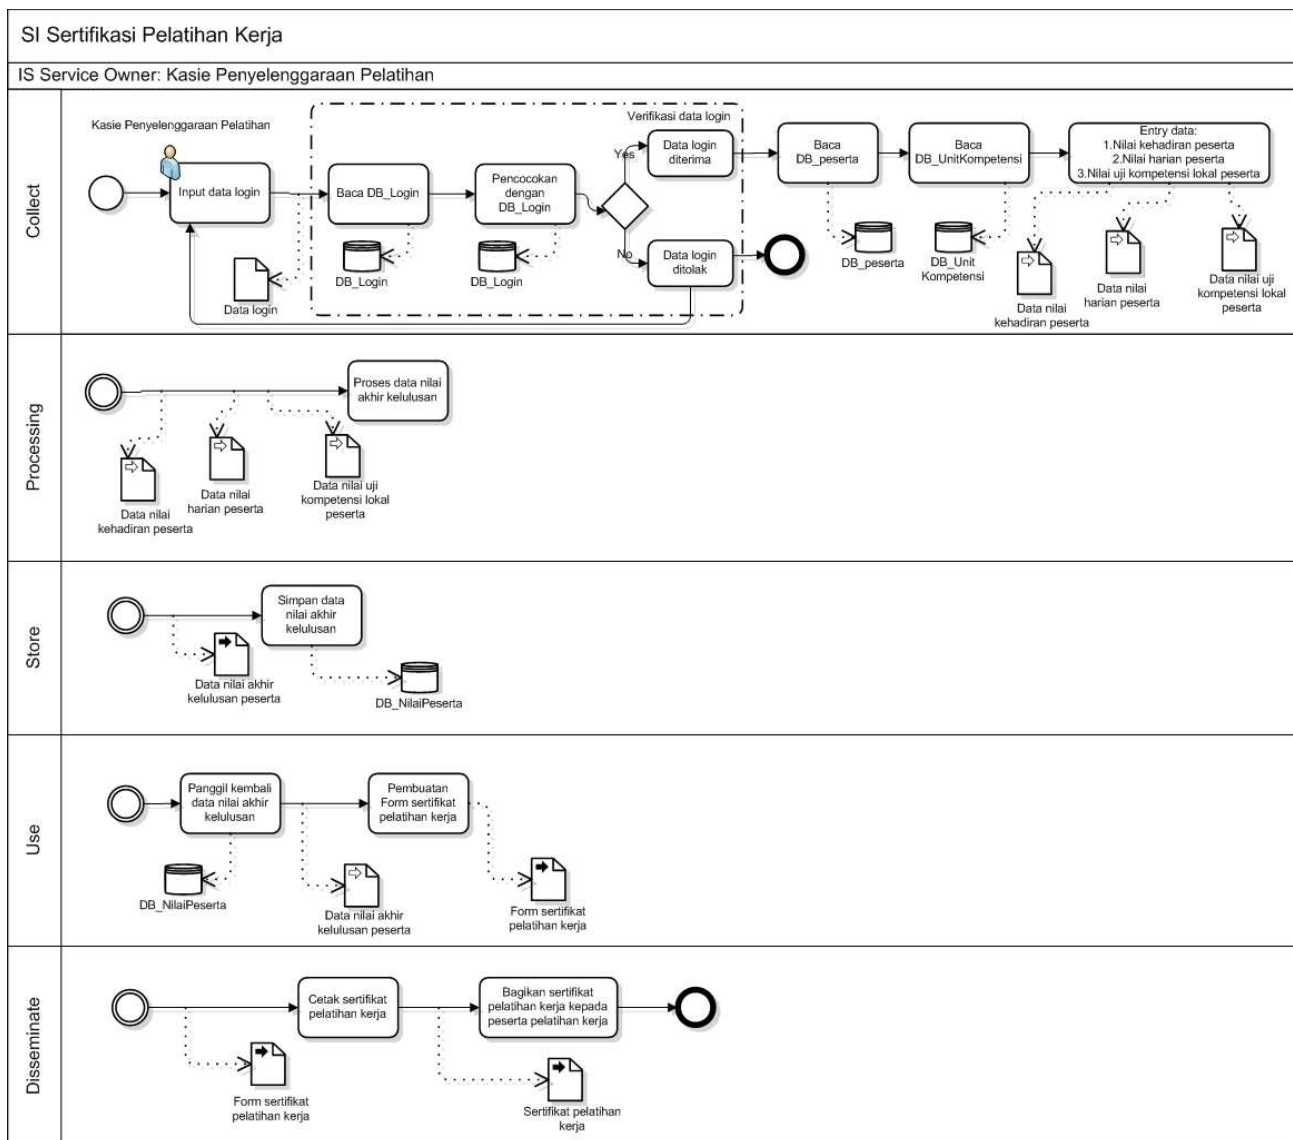 SI Sertifikasi Pelatihan Kerja
IS Service Owner: Kasie Penyelenggaraan Pelatihan
Collect
Kasie Penyelenggaraan Pelatihan
Input data login
Data login
Verifikasi data login
Baca DB_Login
DB_Login
Pencocokan
dengan
DB_Login
DB_Login
Yes
No
Data login
diterima
Data login
ditolak
Baca
DB_peserta
DB_peserta
Baca
DB_UnitKompetensi
DB_Unit
Kompetensi
Entry data:
1.Nilai kehadiran peserta
2.Nilai harian peserta
3.Nilai uji kompetensi lokal peserta
Data nilai
kehadiran peserta
Data nilai
harian peserta
Data nilai uji
kompetensi lokal
peserta
Processing
Proses data nilai
akhir kelulusan
Data nilai
kehadiran peserta
Data nilai
harian peserta
Data nilai uji
kompetensi lokal
peserta
Store
Simpan data
nilai akhir
kelulusan
Data nilai akhir
kelulusan peserta
DB_NilaiPeserta
Use
Panggil kembali
data nilai akhir
kelulusan
Pembuatan
Form sertifikat
pelatihan kerja
DB_NilaiPeserta
Data nilai akhir
kelulusan peserta
Form sertifikat
pelatihan kerja
Disseminate
Cetak sertifikat
pelatihan kerja
Bagikan sertifikat
pelatihan kerja kepada
peserta pelatihan kerja
Form sertifikat
pelatihan kerja
Sertifikat pelatihan
kerja